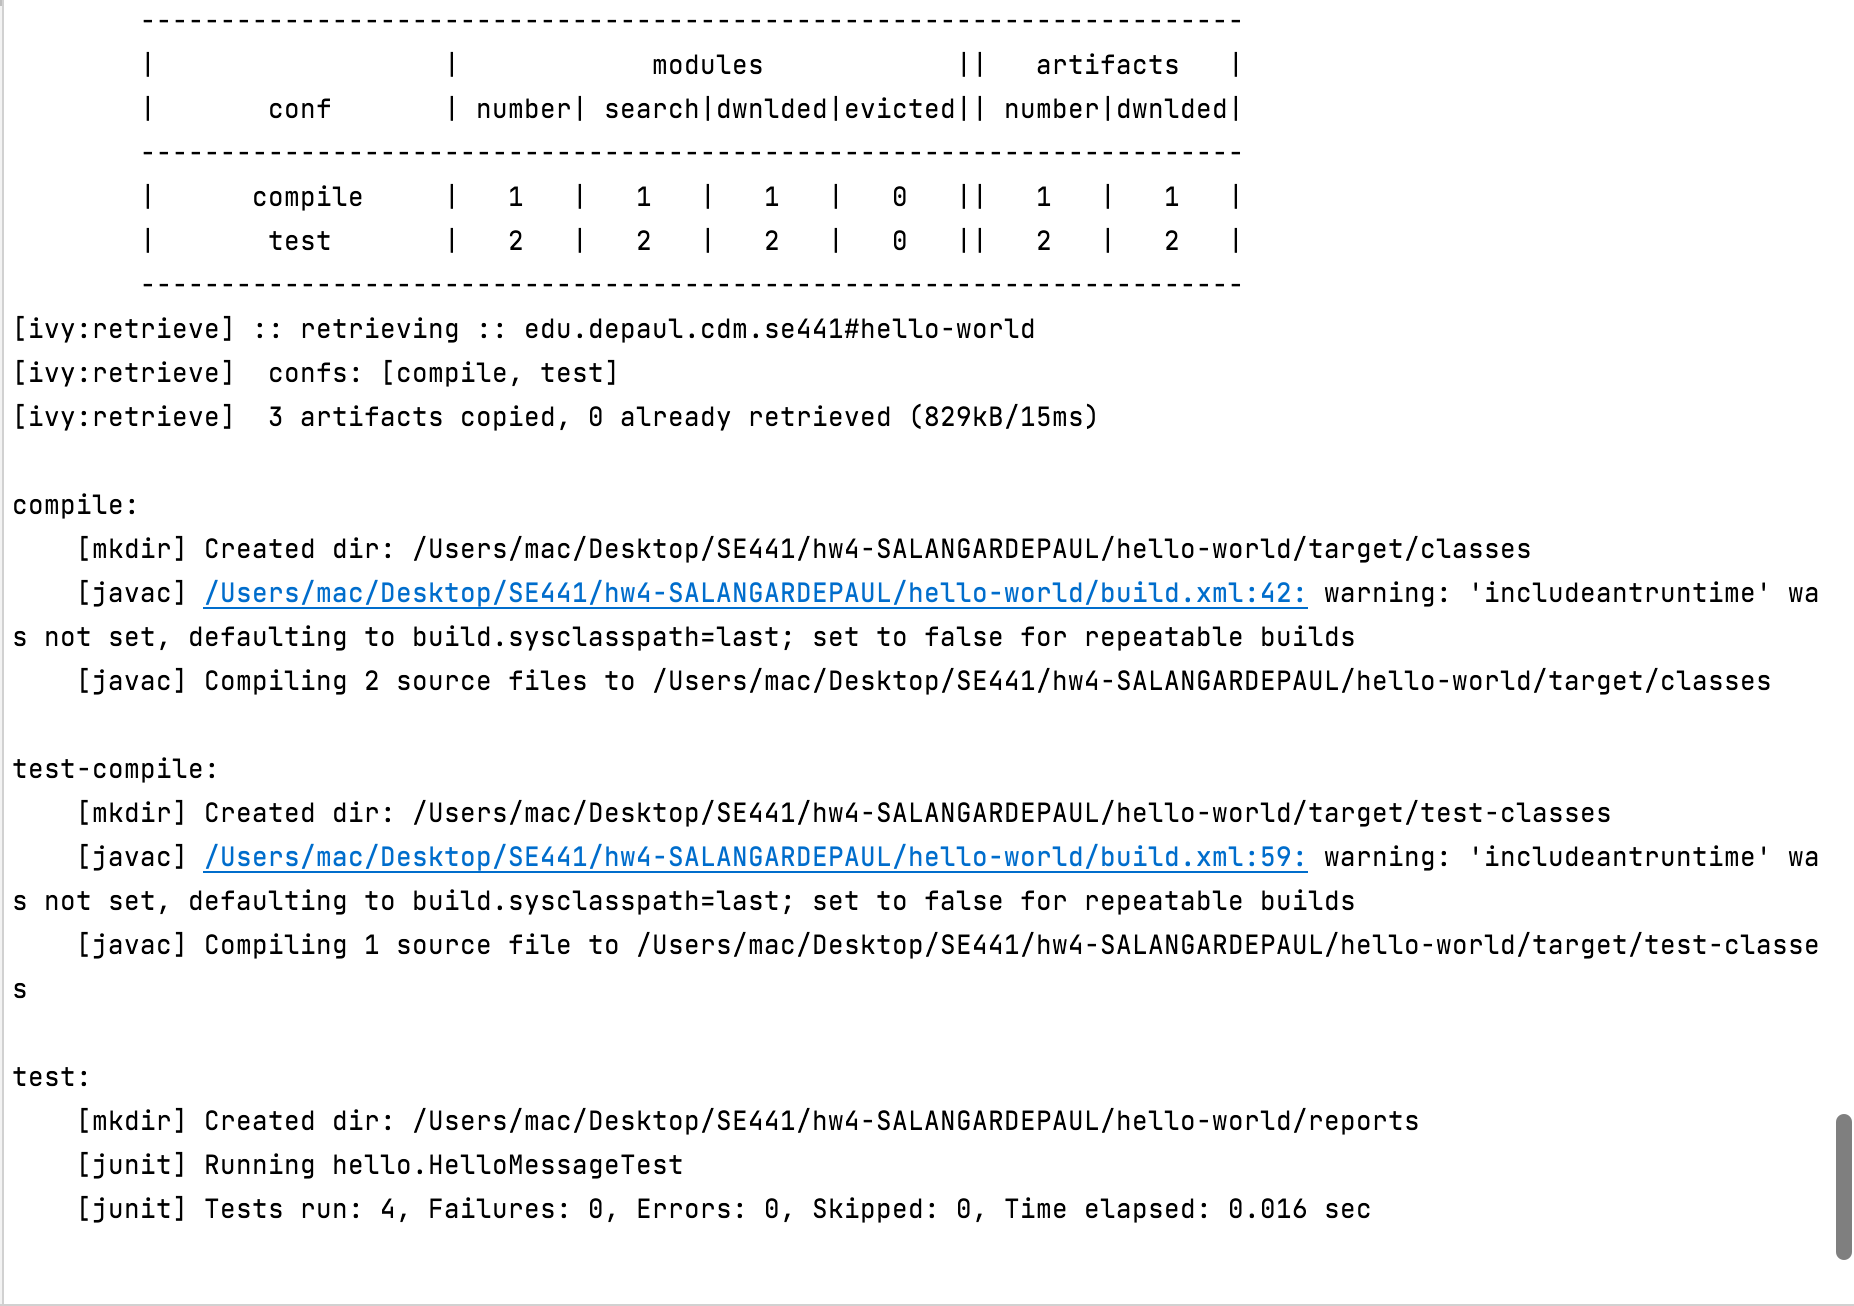 ---------------------------------------------------------------------
|                  |            modules            ||   artifacts   |
|       conf       | number| search|dwnlded|evicted|| number|dwnlded|
---------------------------------------------------------------------
|      compile     |   1   |   1   |   1   |   0   ||   1   |   1   |
|       test       |   2   |   2   |   2   |   0   ||   2   |   2   |
---------------------------------------------------------------------
[ivy:retrieve] :: retrieving :: edu.depaul.cdm.se441#hello-world
[ivy:retrieve]  confs: [compile, test]
[ivy:retrieve]  3 artifacts copied, 0 already retrieved (829kB/15ms)
compile:
[mkdir] Created dir: /Users/mac/Desktop/SE441/hw4-SALANGARDEPAUL/hello-world/target/classes
[javac] /Users/mac/Desktop/SE441/hw4-SALANGARDEPAUL/hello-world/build.xml:42: warning: 'includeantruntime' wa
s not set, defaulting to build.sysclasspath=last; set to false for repeatable builds
[javac] Compiling 2 source files to /Users/mac/Desktop/SE441/hw4-SALANGARDEPAUL/hello-world/target/classes
test-compile:
[mkdir] Created dir: /Users/mac/Desktop/SE441/hw4-SALANGARDEPAUL/hello-world/target/test-classes
[javac] /Users/mac/Desktop/SE441/hw4-SALANGARDEPAUL/hello-world/build.xml:59: warning: 'includeantruntime' wa
s not set, defaulting to build.sysclasspath=last; set to false for repeatable builds
[javac] Compiling 1 source file to /Users/mac/Desktop/SE441/hw4-SALANGARDEPAUL/hello-world/target/test-classe
s
test:
[mkdir] Created dir: /Users/mac/Desktop/SE441/hw4-SALANGARDEPAUL/hello-world/reports
[junit] Running hello.HelloMessageTest
[junit] Tests run: 4, Failures: 0, Errors: 0, Skipped: 0, Time elapsed: 0.016 sec